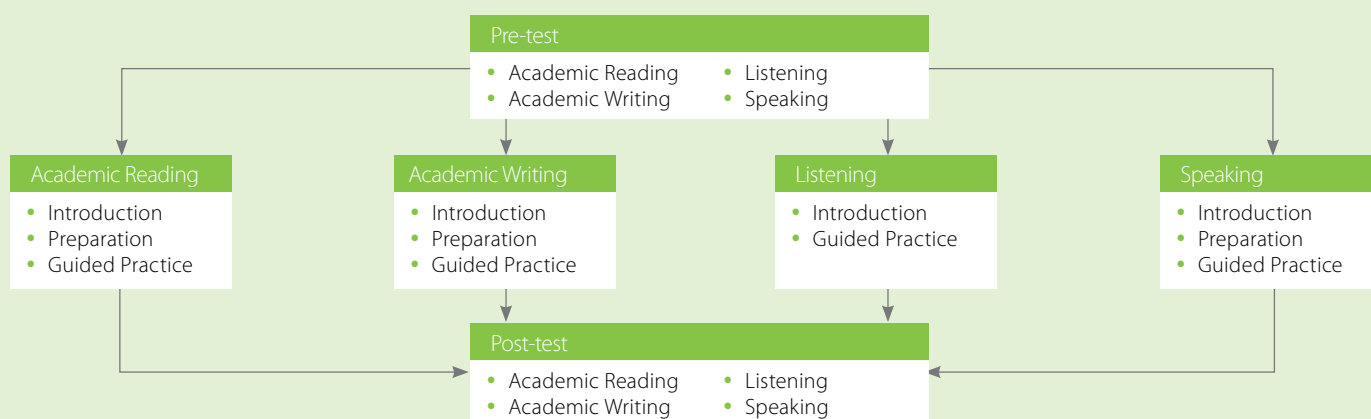 Pre-test
Academic Reading
Academic Writing
Listening
Speaking
Academic Reading
Introduction
Preparation
Guided Practice
Academic Writing
Introduction
Preparation
Guided Practice
Listening
Introduction
Guided Practice
Speaking
Introduction
Preparation
Guided Practice
Post-test
Academic Reading
Academic Writing
Listening
Speaking